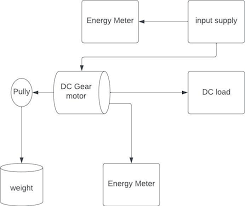 Energy Meter
input supply
Pully
DC Gear
motor
DC load
weight
Energy Meter